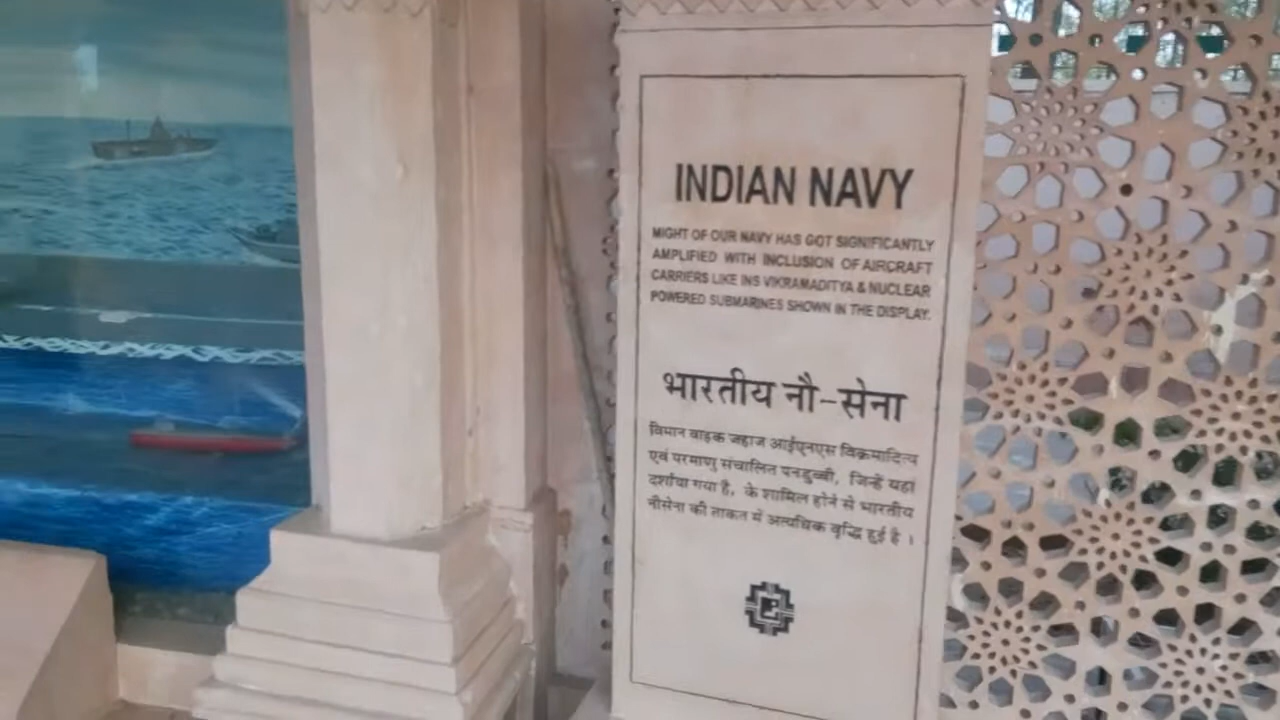 INDIAN NAVY
MIGHT OF OUR NAVY HAS GOT SIGNIFICANTLY
AMPLIFIED WITH INCLUSION OF AIRCRAFT
CARRIERS LIKE INS VIKRAMADITYA & NUCLEAR
POWERED SUBMARINES SHOWN IN THE DISPLAY.
भारतीय नौ-सेना
विमान वाहक जहाज आईएनएस विक्रमादित्य
एवं परमाणु संचालित पनडुब्बी, जिन्हें यहां
दर्शाया गया है, के शामिल होने से भारतीय
नौसेना की ताकत में अत्यधिक वृद्धि हुई है ।